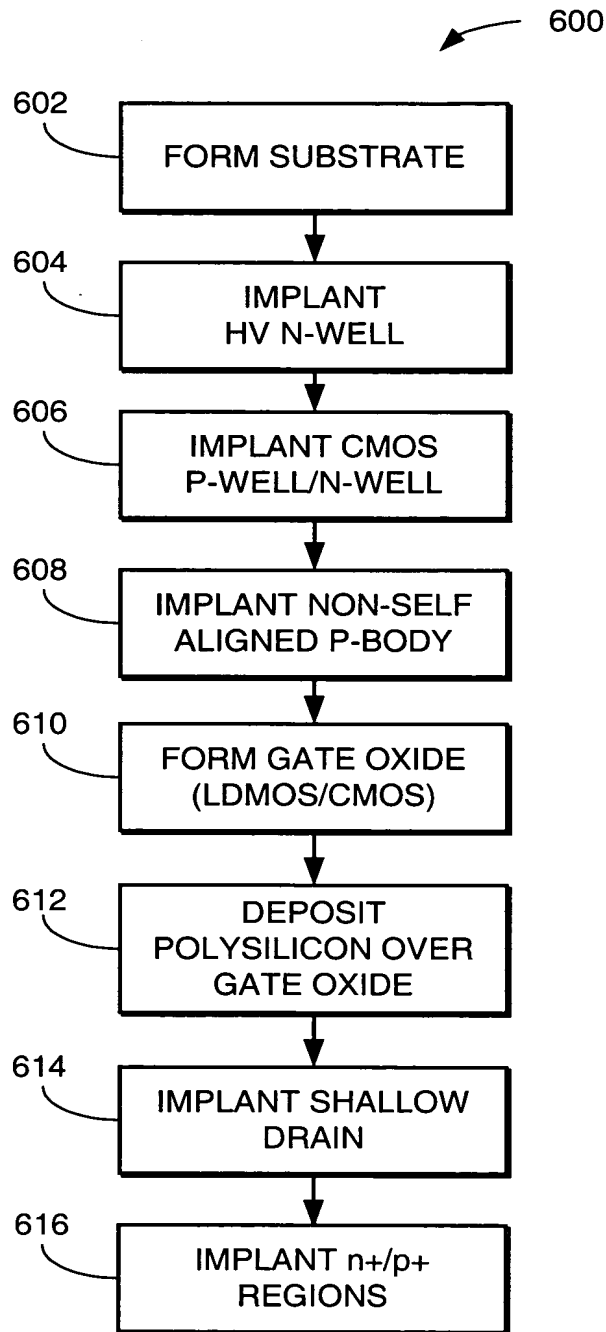 600
602
FORM SUBSTRATE
604
IMPLANT
HV N-WELL
606
IMPLANT CMOS
P-WELL/N-WELL
608
IMPLANT NON-SELF
ALIGNED P-BODY
610
FORM GATE OXIDE
(LDMOS/CMOS)
612
DEPOSIT
POLYSILICON OVER
GATE OXIDE
614
IMPLANT SHALLOW
DRAIN
616
IMPLANT n+/p+
REGIONS